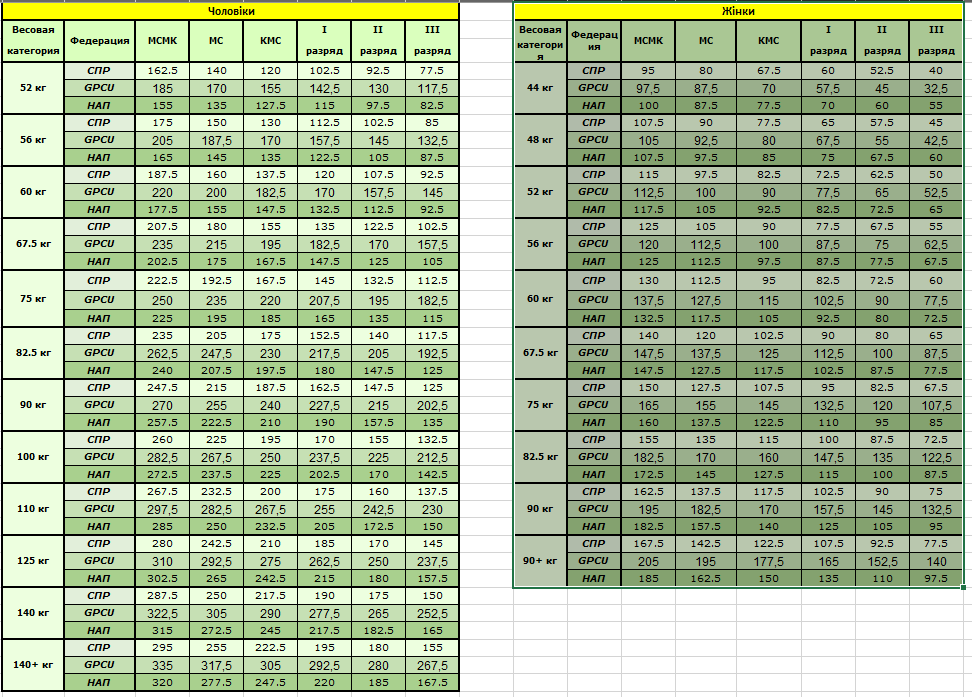 Чоловіки
Весовая категория Федерация МСМК МС КМС I разряд II разряд III разряд
52 кг
СПР 162.5 140 120 102.5 92.5 77.5
GPCU 185 170 155 142,5 130 117,5
НАП 155 135 127.5 115 97.5 82.5
56 кг
СПР 175 150 130 112.5 102.5 85
GPCU 205 187,5 170 157,5 145 132,5
НАП 165 145 135 122.5 105 87.5
60 кг
СПР 187.5 160 137.5 120 107.5 92.5
GPCU 220 200 182,5 170 157,5 145
НАП 177.5 155 147.5 132.5 112.5 92.5
67.5 кг
СПР 207.5 180 155 135 122.5 102.5
GPCU 235 215 195 182,5 170 157,5
НАП 202.5 175 167.5 147.5 125 105
75 кг
СПР 222.5 192.5 167.5 145 132.5 112.5
GPCU 250 235 220 207,5 195 182,5
НАП 225 195 185 165 135 115
82.5 кг
СПР 235 205 175 152.5 140 117.5
GPCU 262,5 247,5 230 217,5 205 192,5
НАП 240 207.5 197.5 180 147.5 125
90 кг
СПР 247.5 215 187.5 162.5 147.5 125
GPCU 270 255 240 227,5 215 202,5
НАП 257.5 222.5 210 190 157.5 135
100 кг
СПР 260 225 195 170 155 132.5
GPCU 282,5 267,5 250 237,5 225 212,5
НАП 272.5 237.5 225 202.5 170 142.5
110 кг
СПР 267.5 232.5 200 175 160 137.5
GPCU 297,5 282,5 267,5 255 242,5 230
НАП 285 250 232.5 205 172.5 150
125 кг
СПР 280 242.5 210 185 170 145
GPCU 310 292,5 275 262,5 250 237,5
НАП 302.5 265 242.5 215 180 157.5
140 кг
СПР 287.5 250 217.5 190 175 150
GPCU 322,5 305 290 277,5 265 252,5
НАП 315 272.5 245 217.5 182.5 165
140+ кг
СПР 295 255 222.5 195 180 155
GPCU 335 317,5 305 292,5 280 267,5
НАП 320 277.5 247.5 220 185 167.5
Жінки
Весовая категория Федерация МСМК МС КМС I разряд II разряд III разряд
44 кг
СПР 95 80 67.5 60 52.5 40
GPCU 97,5 87,5 70 57,5 45 32,5
НАП 100 87.5 77.5 70 60 55
48 кг
СПР 107.5 90 77.5 65 57.5 45
GPCU 105 92,5 80 67,5 55 42,5
НАП 107.5 97.5 85 75 67.5 60
52 кг
СПР 115 97.5 82.5 72.5 62.5 50
GPCU 112,5 100 90 77,5 65 52,5
НАП 117.5 105 92.5 82.5 72.5 65
56 кг
СПР 125 105 90 77.5 67.5 55
GPCU 120 112,5 100 87,5 75 62,5
НАП 125 112.5 97.5 87.5 77.5 67.5
60 кг
СПР 130 112.5 95 82.5 72.5 60
GPCU 137,5 127,5 115 102,5 90 77,5
НАП 132.5 117.5 105 92.5 80 72.5
67.5 кг
СПР 140 120 102.5 90 80 65
GPCU 147,5 137,5 125 112,5 100 87,5
НАП 147.5 127.5 117.5 102.5 87.5 77.5
75 кг
СПР 150 127.5 107.5 95 82.5 67.5
GPCU 165 155 145 132,5 120 107,5
НАП 160 137.5 122.5 110 95 85
82.5 кг
СПР 155 135 115 100 87.5 72.5
GPCU 182,5 170 160 147,5 135 122,5
НАП 172.5 145 127.5 115 100 87.5
90 кг
СПР 162.5 137.5 117.5 102.5 90 75
GPCU 195 182,5 170 157,5 145 132,5
НАП 182.5 157.5 140 125 105 95
90+ кг
СПР 167.5 142.5 122.5 107.5 92.5 77.5
GPCU 205 195 177,5 165 152,5 140
НАП 185 162.5 150 135 110 97.5